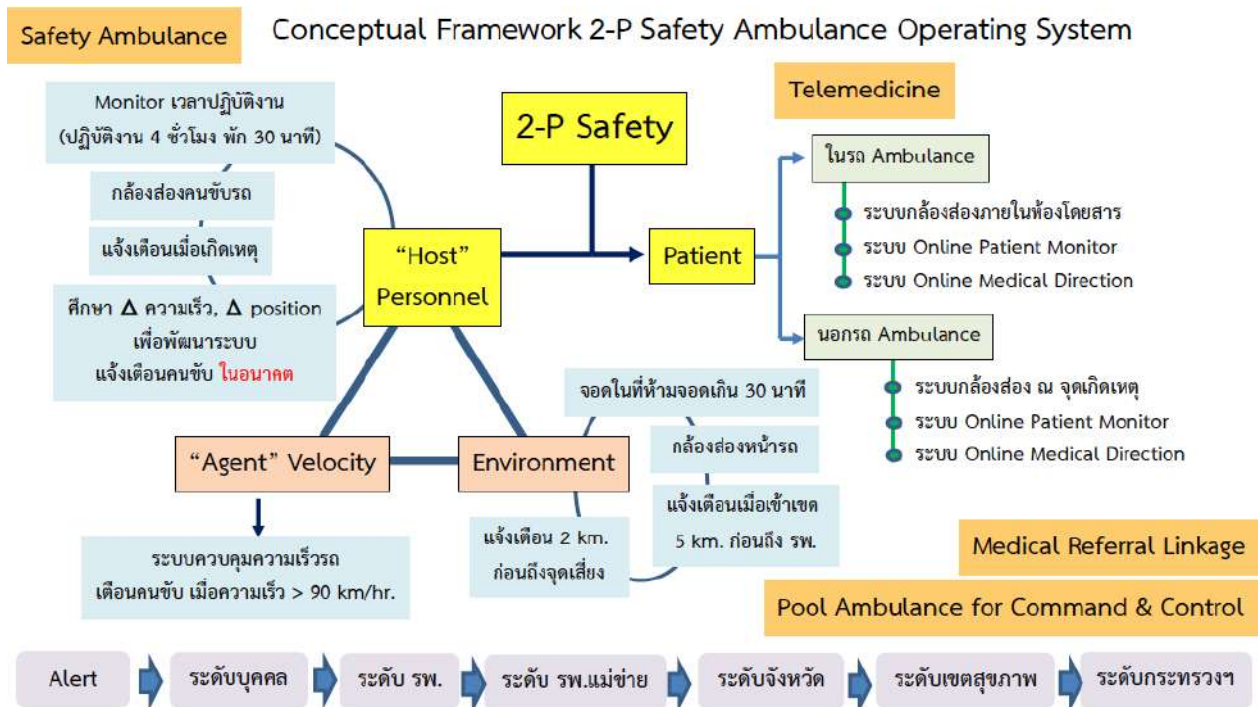 Safety Ambulance
Conceptual Framework 2-P Safety Ambulance Operating System
Monitor เวลาปฏิบัติงาน
(ปฏิบัติงาน 4 ชั่วโมง พัก 30 นาที)
กล้องส่องคนขับรถ
แจ้งเตือนเมื่อเกิดเหตุ
ศึกษา Δ ความเร็ว, Δ position
เพื่อพัฒนาระบบ
แจ้งเตือนคนขับ ในอนาคต
2-P Safety
"Host"
Personnel
Patient
Telemedicine
ในรถ Ambulance
ระบบกล้องส่องภายในห้องโดยสาร
ระบบ Online Patient Monitor
ระบบ Online Medical Direction
นอกรถ Ambulance
ระบบกล้องส่อง ณ จุดเกิดเหตุ
ระบบ Online Patient Monitor
ระบบ Online Medical Direction
"Agent" Velocity
Environment
จอดในที่ห้ามจอดเกิน 30 นาที
กล้องส่องหน้ารถ
แจ้งเตือนเมื่อเข้าเขต
5 km. ก่อนถึง รพ.
แจ้งเตือน 2 km.
ก่อนถึงจุดเสี่ยง
ระบบควบคุมความเร็วรถ
เตือนคนขับ เมื่อความเร็ว > 90 km/hr.
Medical Referral Linkage
Pool Ambulance for Command & Control
Alert
ระดับบุคคล
ระดับ รพ.
ระดับ รพ.แม่ข่าย
ระดับจังหวัด
ระดับเขตสุขภาพ
ระดับกระทรวงฯ